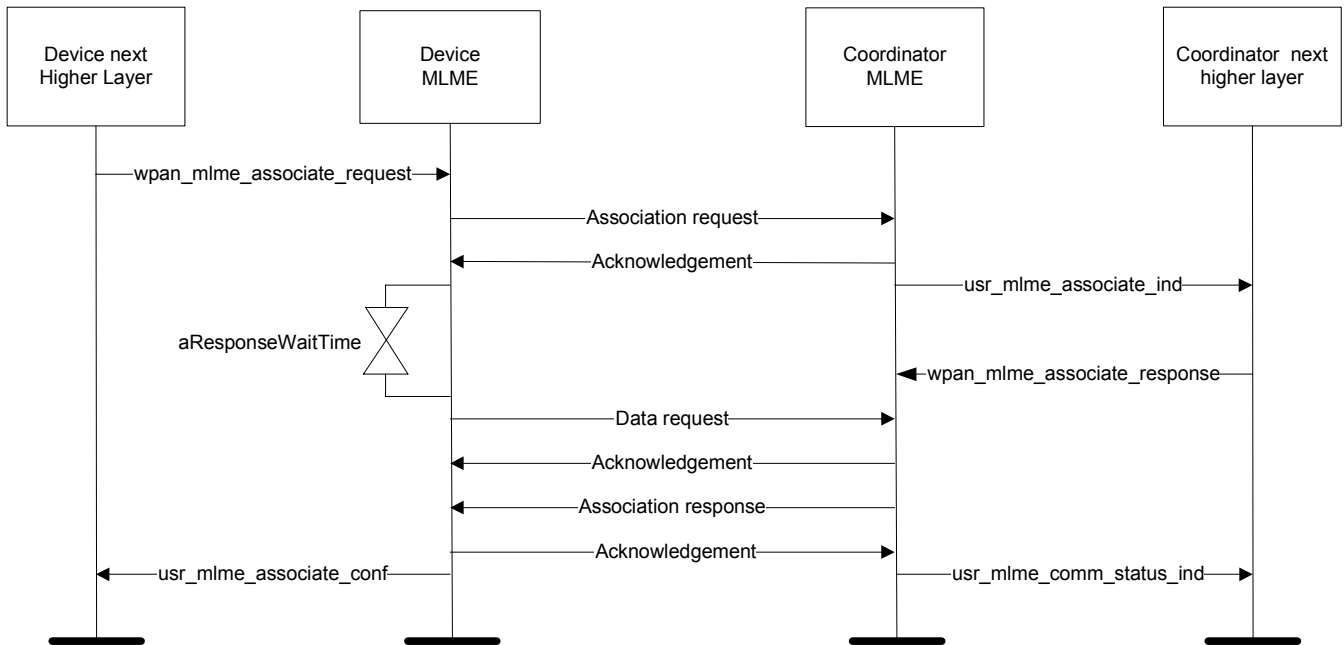 Device next
Higher Layer
Device
MLME
Coordinator
MLME
Coordinator next
higher layer
wpan_mlme_associate_request
Association request
Acknowledgement
usr_mlme_associate_ind
aResponseWaitTime
wpan_mlme_associate_response
Data request
Acknowledgement
Association response
Acknowledgement
usr_mlme_associate_conf
usr_mlme_comm_status_ind